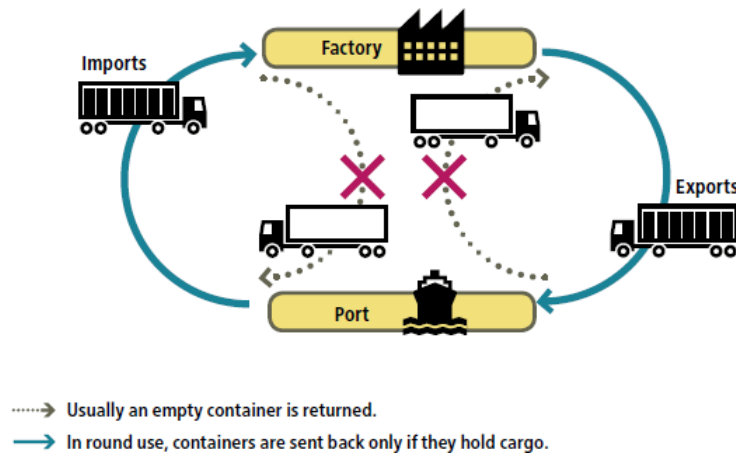 Factory
Imports
Exports
Port
Usually an empty container is returned.
In round use, containers are sent back only if they hold cargo.